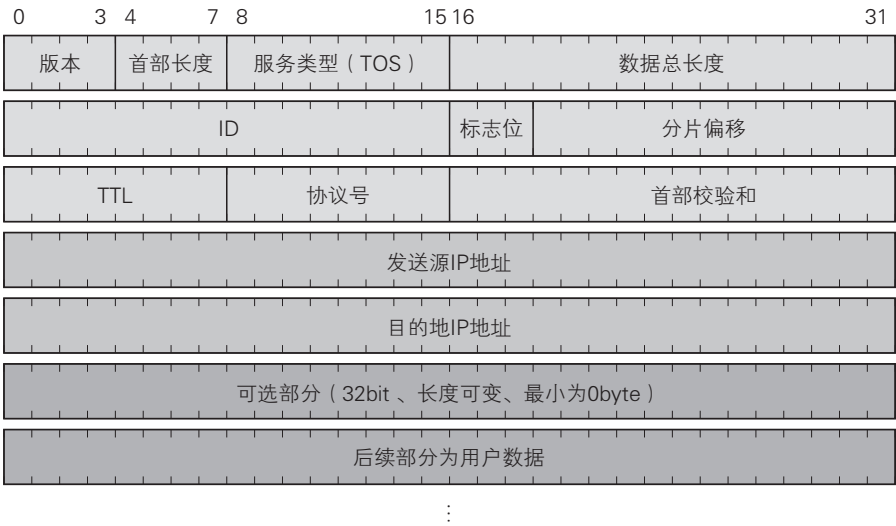 0 3 4 7 8 15 16 31
版本 首部长度 服务类型（TOS） 数据总长度
ID 标志位 分片偏移
TTL 协议号 首部校验和
发送源IP地址
目的地IP地址
可选部分（32bit 、长度可变、最小为0byte）
后续部分为用户数据
⋮